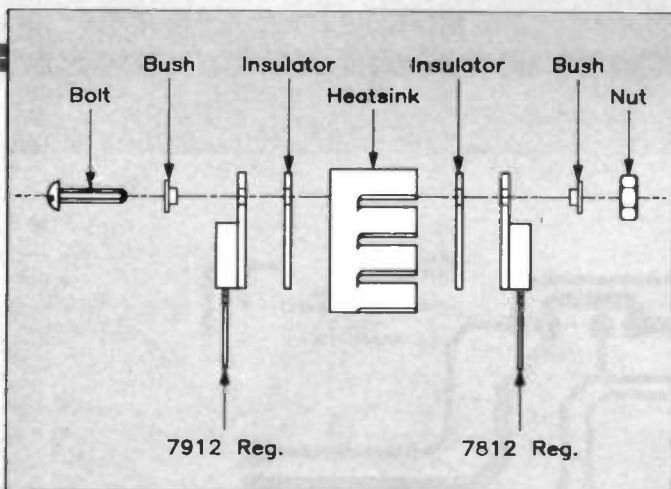 Bush Insulator Insulator Bush
Bolt Heatsink Nut
7912 Reg. 7812 Reg.